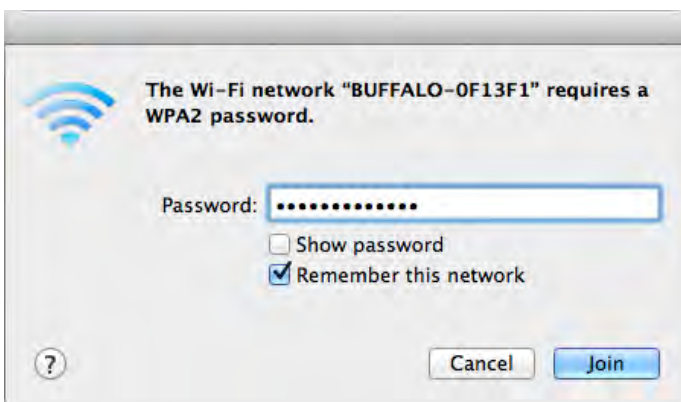 The Wi-Fi network "BUFFALO-0F13F1" requires a
WPA2 password.
Password: •••••••••••••
Show password
Remember this network
? Cancel Join